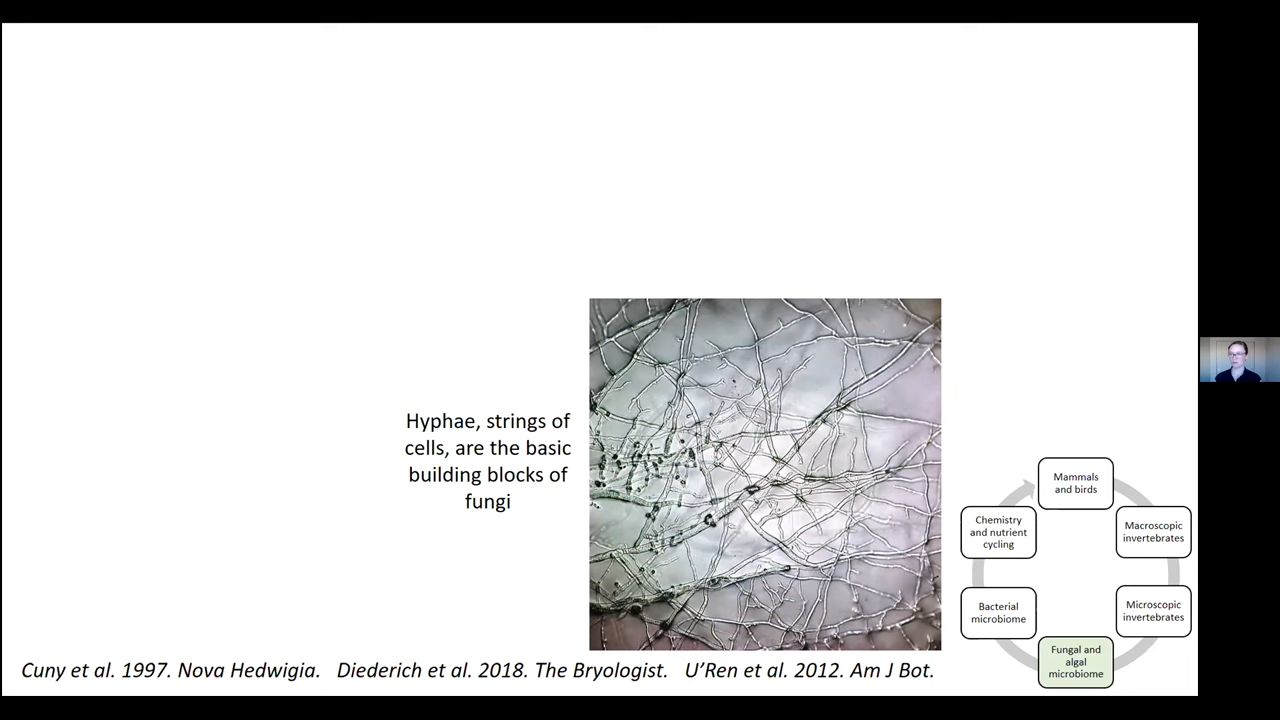 Hyphae, strings of
cells, are the basic
building blocks of
fungi
Mammals
and birds
Chemistry
and nutrient
cycling
Macroscopic
invertebrates
Bacterial
microbiome
Microscopic
invertebrates
Fungal and
algal
microbiome
Cuny et al. 1997. Nova Hedwigia. Diederich et al. 2018. The Bryologist. U'Ren et al. 2012. Am J Bot.